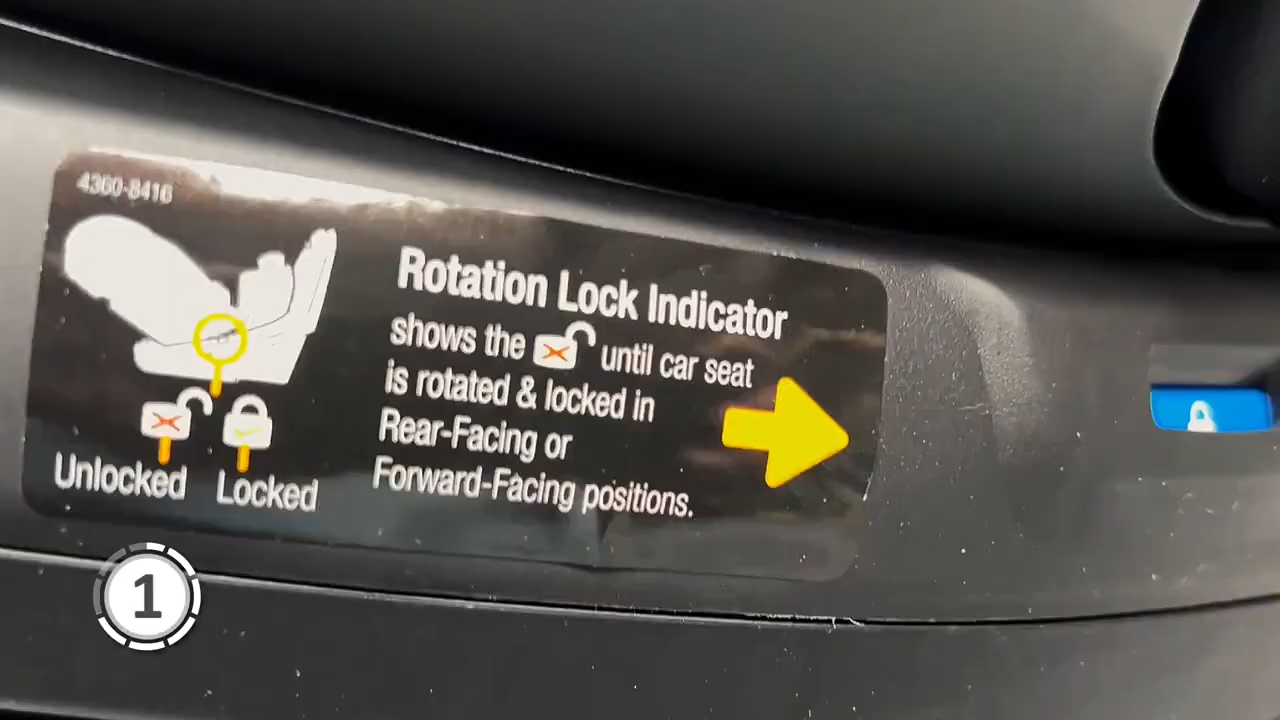 4360-8416
Rotation Lock Indicator
shows the until car seat
is rotated & locked in
Rear-Facing or
Forward-Facing positions.
Unlocked Locked
1